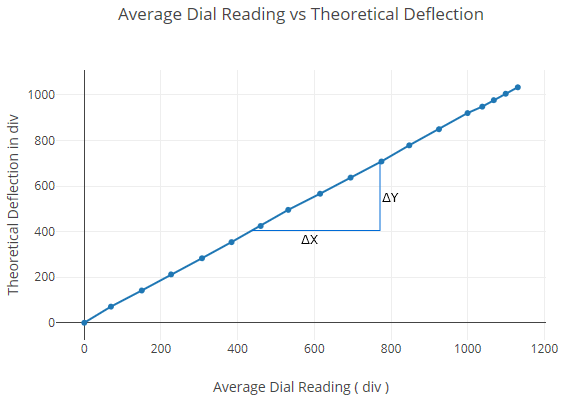 Average Dial Reading vs Theoretical Deflection
Theoretical Deflection in div
1000
800
600
400
200
0
ΔY
ΔX
0 200 400 600 800 1000 1200
Average Dial Reading ( div )